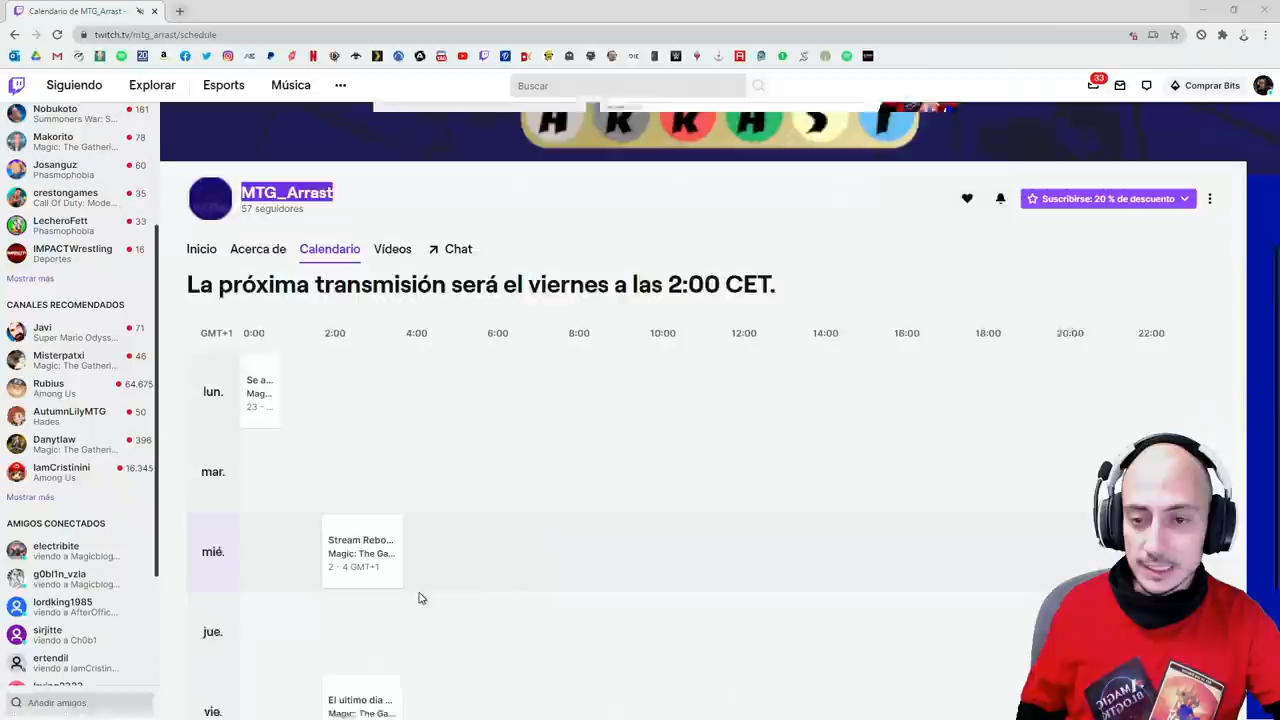 Calendario de MTG_Arrast -
twitch.tv/mtg_arrast/schedule
Siguiendo
Explorar
Esports
Música
Buscar
33
Comprar Bits
Nobukoto
161
Summoners War: S...
Makorito
78
Magic: The Gatheri...
Josanguz
60
Phasmophobia
crestongames
35
Call Of Duty: Mode...
LecheroFett
33
Phasmophobia
IMPACTWrestling
16
Deportes
Mostrar más
CANALES RECOMENDADOS
Javi
71
Super Mario Odyss...
Misterpatxi
46
Magic: The Gatheri...
Rubius
64.675
Among Us
AutumnLilyMTG
50
Hades
Danytlaw
396
Magic: The Gatheri...
IamCristinini
16.345
Among Us
Mostrar más
AMIGOS CONECTADOS
electribite
viendo a Magicblog...
g0bl1n_vzla
viendo a Magicblog...
lordking1985
viendo a AfterOffic...
sirjitte
viendo a Ch0b1
ertendil
viendo a IamCristin...
Añadir amigos
ARRAST
MTG_Arrast
57 seguidores
Suscribirse: 20 % de descuento
Inicio
Acerca de
Calendario
Vídeos
Chat
La próxima transmisión será el viernes a las 2:00 CET.
GMT+1
0:00
2:00
4:00
6:00
8:00
10:00
12:00
14:00
16:00
18:00
20:00
22:00
lun.
Se a...
Mag...
23 - ...
mar.
mié.
Stream Rebo...
Magic: The Ga...
2 - 4 GMT+1
jue.
vie.
El ultimo dia ...
Magic: The Ga...
MAGIC